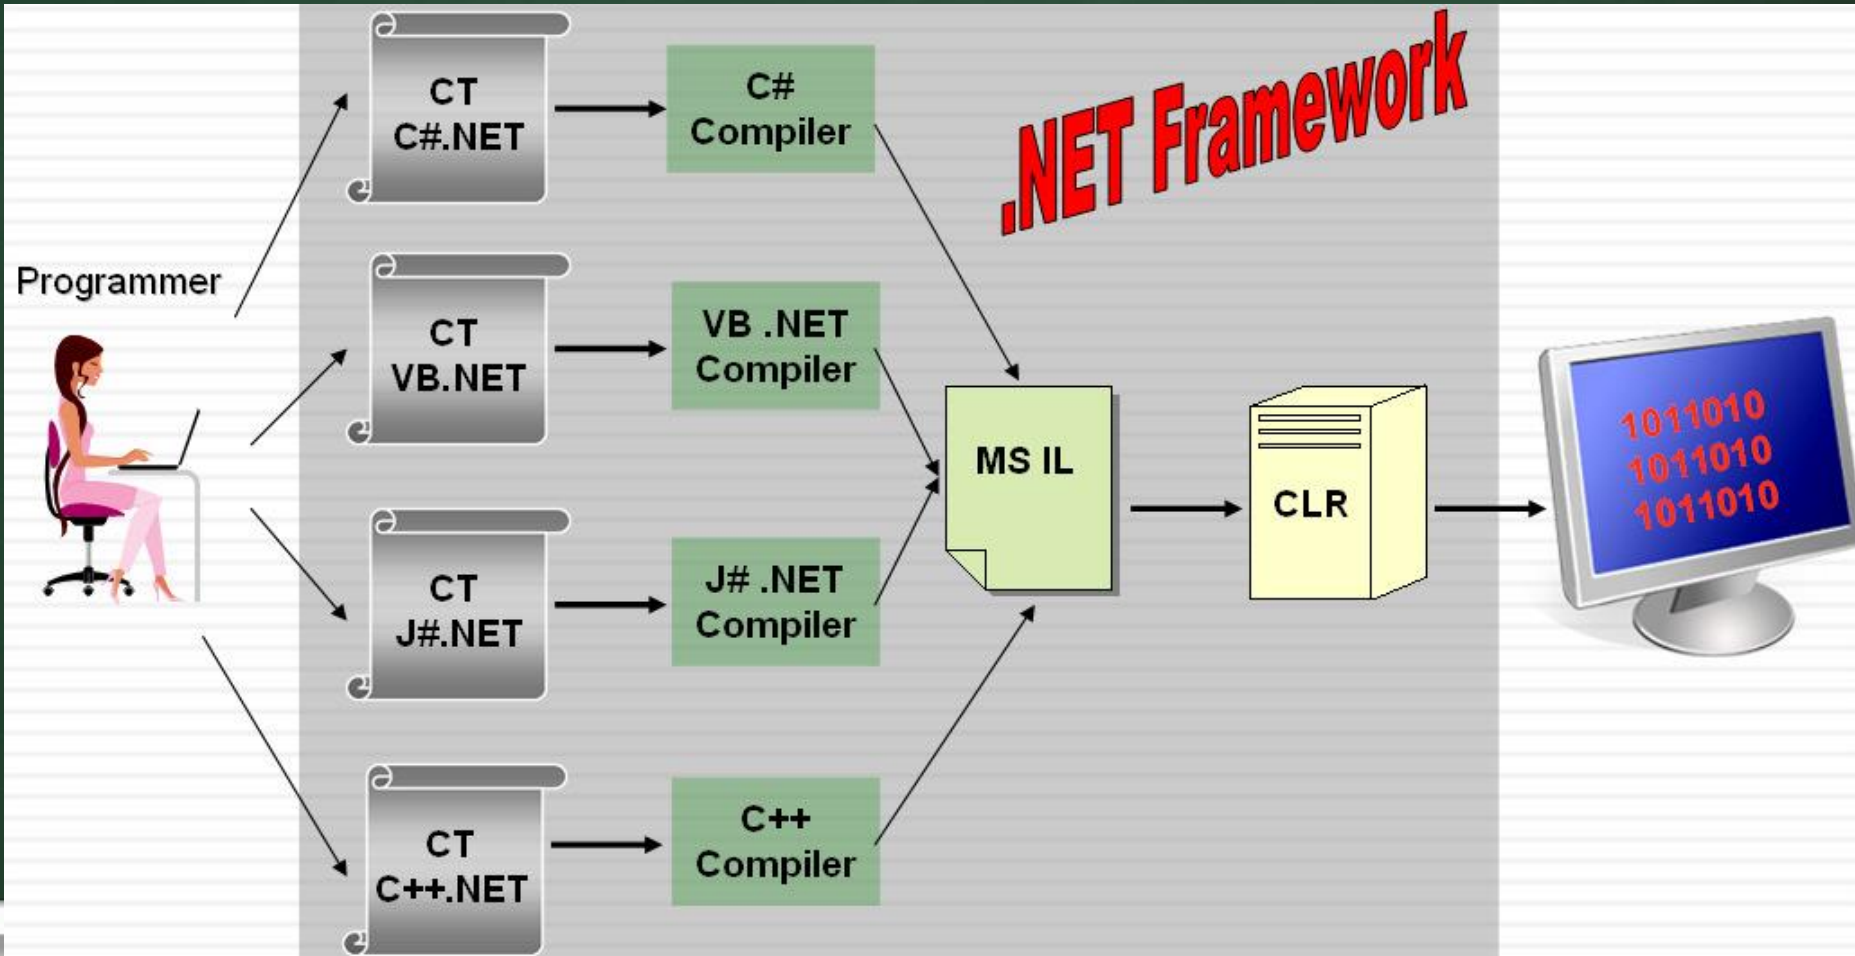 .NET Framework
Programmer
CT
C#.NET
C#
Compiler
CT
VB.NET
VB .NET
Compiler
CT
J#.NET
J# .NET
Compiler
CT
C++.NET
C++
Compiler
MS IL
CLR
1011010
1011010
1011010